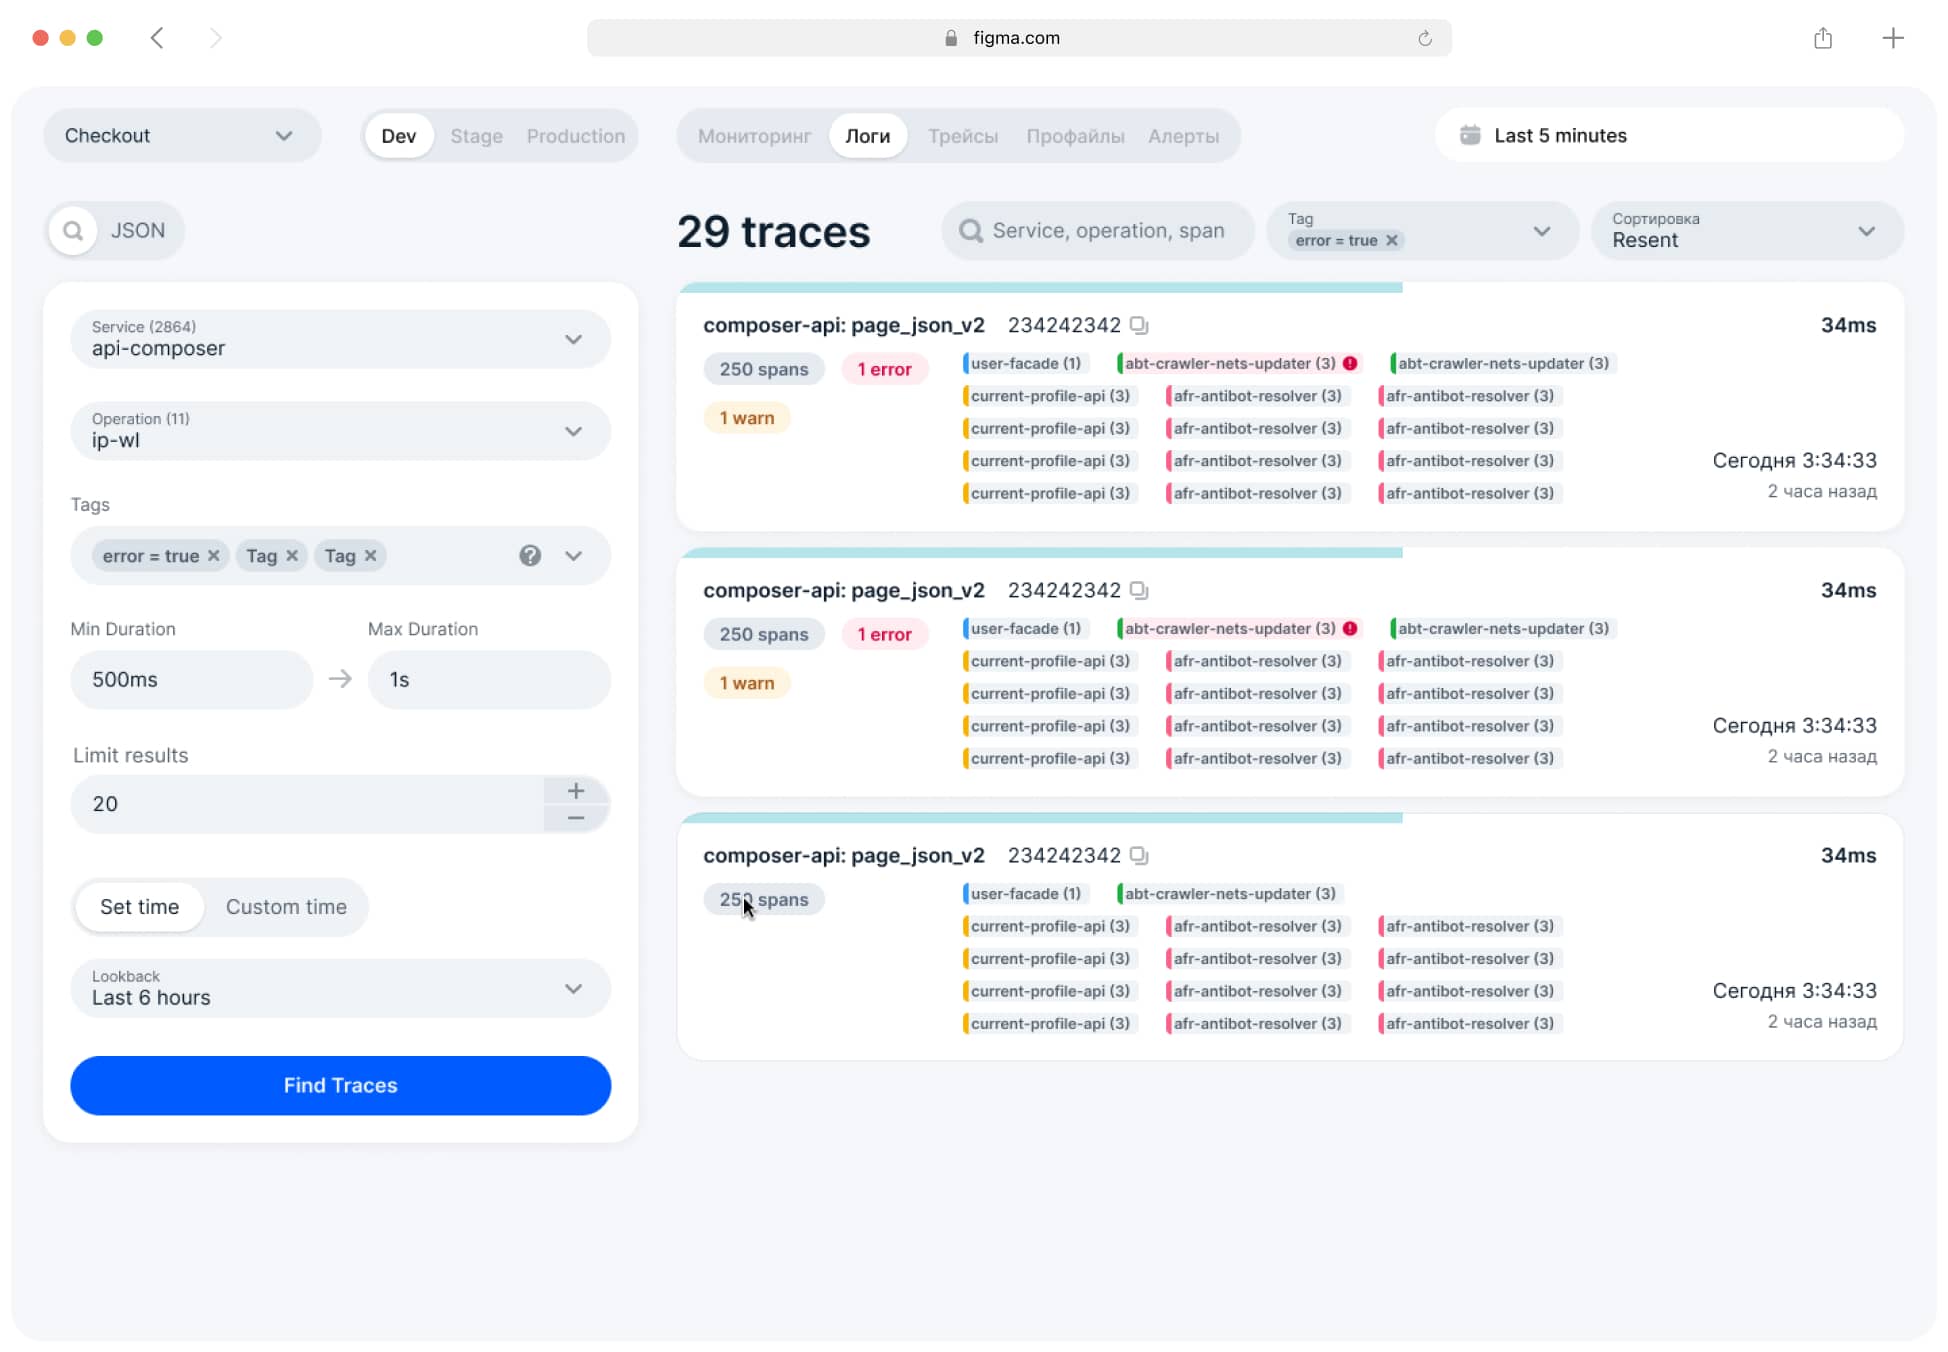 figma.com
Checkout
Dev Stage Production
Мониторинг Логи Трейсы Профайлы Алерты
Last 5 minutes
JSON
Service (2864)
api-composer
Operation (11)
ip-wl
Tags
error = true Tag Tag
Min Duration Max Duration
500ms 1s
Limit results
20
Set time Custom time
Lookback
Last 6 hours
Find Traces
29 traces
Service, operation, span
Tag
error = true
Сортировка
Resent
composer-api: page_json_v2 234242342 34ms
250 spans 1 error
1 warn
user-facade (1) abt-crawler-nets-updater (3) abt-crawler-nets-updater (3)
current-profile-api (3) afr-antibot-resolver (3) afr-antibot-resolver (3)
current-profile-api (3) afr-antibot-resolver (3) afr-antibot-resolver (3)
current-profile-api (3) afr-antibot-resolver (3) afr-antibot-resolver (3)
current-profile-api (3) afr-antibot-resolver (3) afr-antibot-resolver (3)
Сегодня 3:34:33
2 часа назад
composer-api: page_json_v2 234242342 34ms
250 spans 1 error
1 warn
user-facade (1) abt-crawler-nets-updater (3) abt-crawler-nets-updater (3)
current-profile-api (3) afr-antibot-resolver (3) afr-antibot-resolver (3)
current-profile-api (3) afr-antibot-resolver (3) afr-antibot-resolver (3)
current-profile-api (3) afr-antibot-resolver (3) afr-antibot-resolver (3)
current-profile-api (3) afr-antibot-resolver (3) afr-antibot-resolver (3)
Сегодня 3:34:33
2 часа назад
composer-api: page_json_v2 234242342 34ms
250 spans
user-facade (1) abt-crawler-nets-updater (3)
current-profile-api (3) afr-antibot-resolver (3) afr-antibot-resolver (3)
current-profile-api (3) afr-antibot-resolver (3) afr-antibot-resolver (3)
current-profile-api (3) afr-antibot-resolver (3) afr-antibot-resolver (3)
current-profile-api (3) afr-antibot-resolver (3) afr-antibot-resolver (3)
Сегодня 3:34:33
2 часа назад